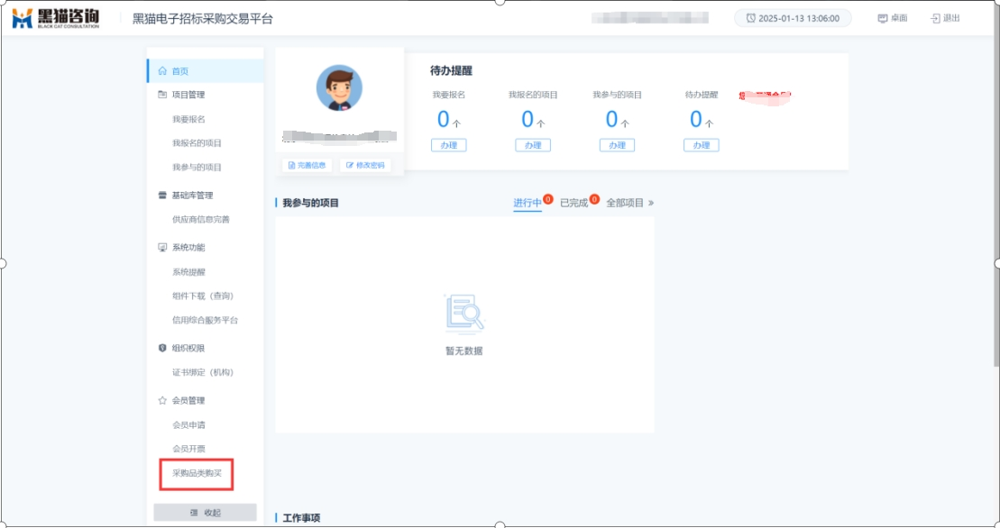 黑猫咨询
BLACK CAT CONSULTATION
黑猫电子招标采购交易平台
2025-01-13 13:06:00
桌面
退出
首页
项目管理
我要报名
我报名的项目
我参与的项目
基础库管理
供应商信息完善
系统功能
系统提醒
组件下载（查询）
信用综合服务平台
组织权限
证书绑定（机构）
会员管理
会员申请
会员开票
采购品类购买
收起
完善信息
修改密码
待办提醒
我要报名
我报名的项目
我参与的项目
待办提醒
0 个
0 个
0 个
0 个
办理
办理
办理
办理
我参与的项目
进行中 0
已完成 0
全部项目 »
暂无数据
工作事项